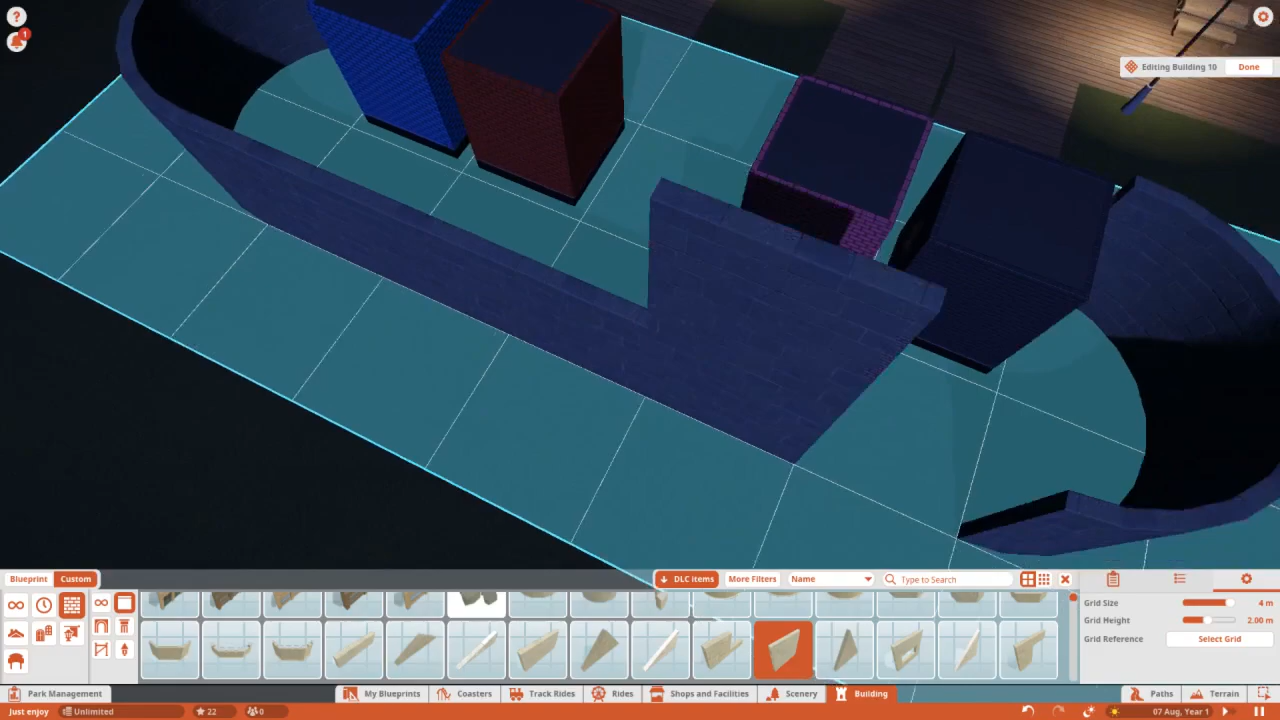 ?
1
Editing Building 10 Done
Blueprint Custom
DLC Items More Filters Name Type to Search
Grid Size 4 m
Grid Height 2.00 m
Grid Reference Select Grid
Park Management My Blueprints Coasters Track Rides Rides Shops and Facilities Scenery Building Paths Terrain
Just enjoy Unlimited 22 0 07 Aug, Year 1